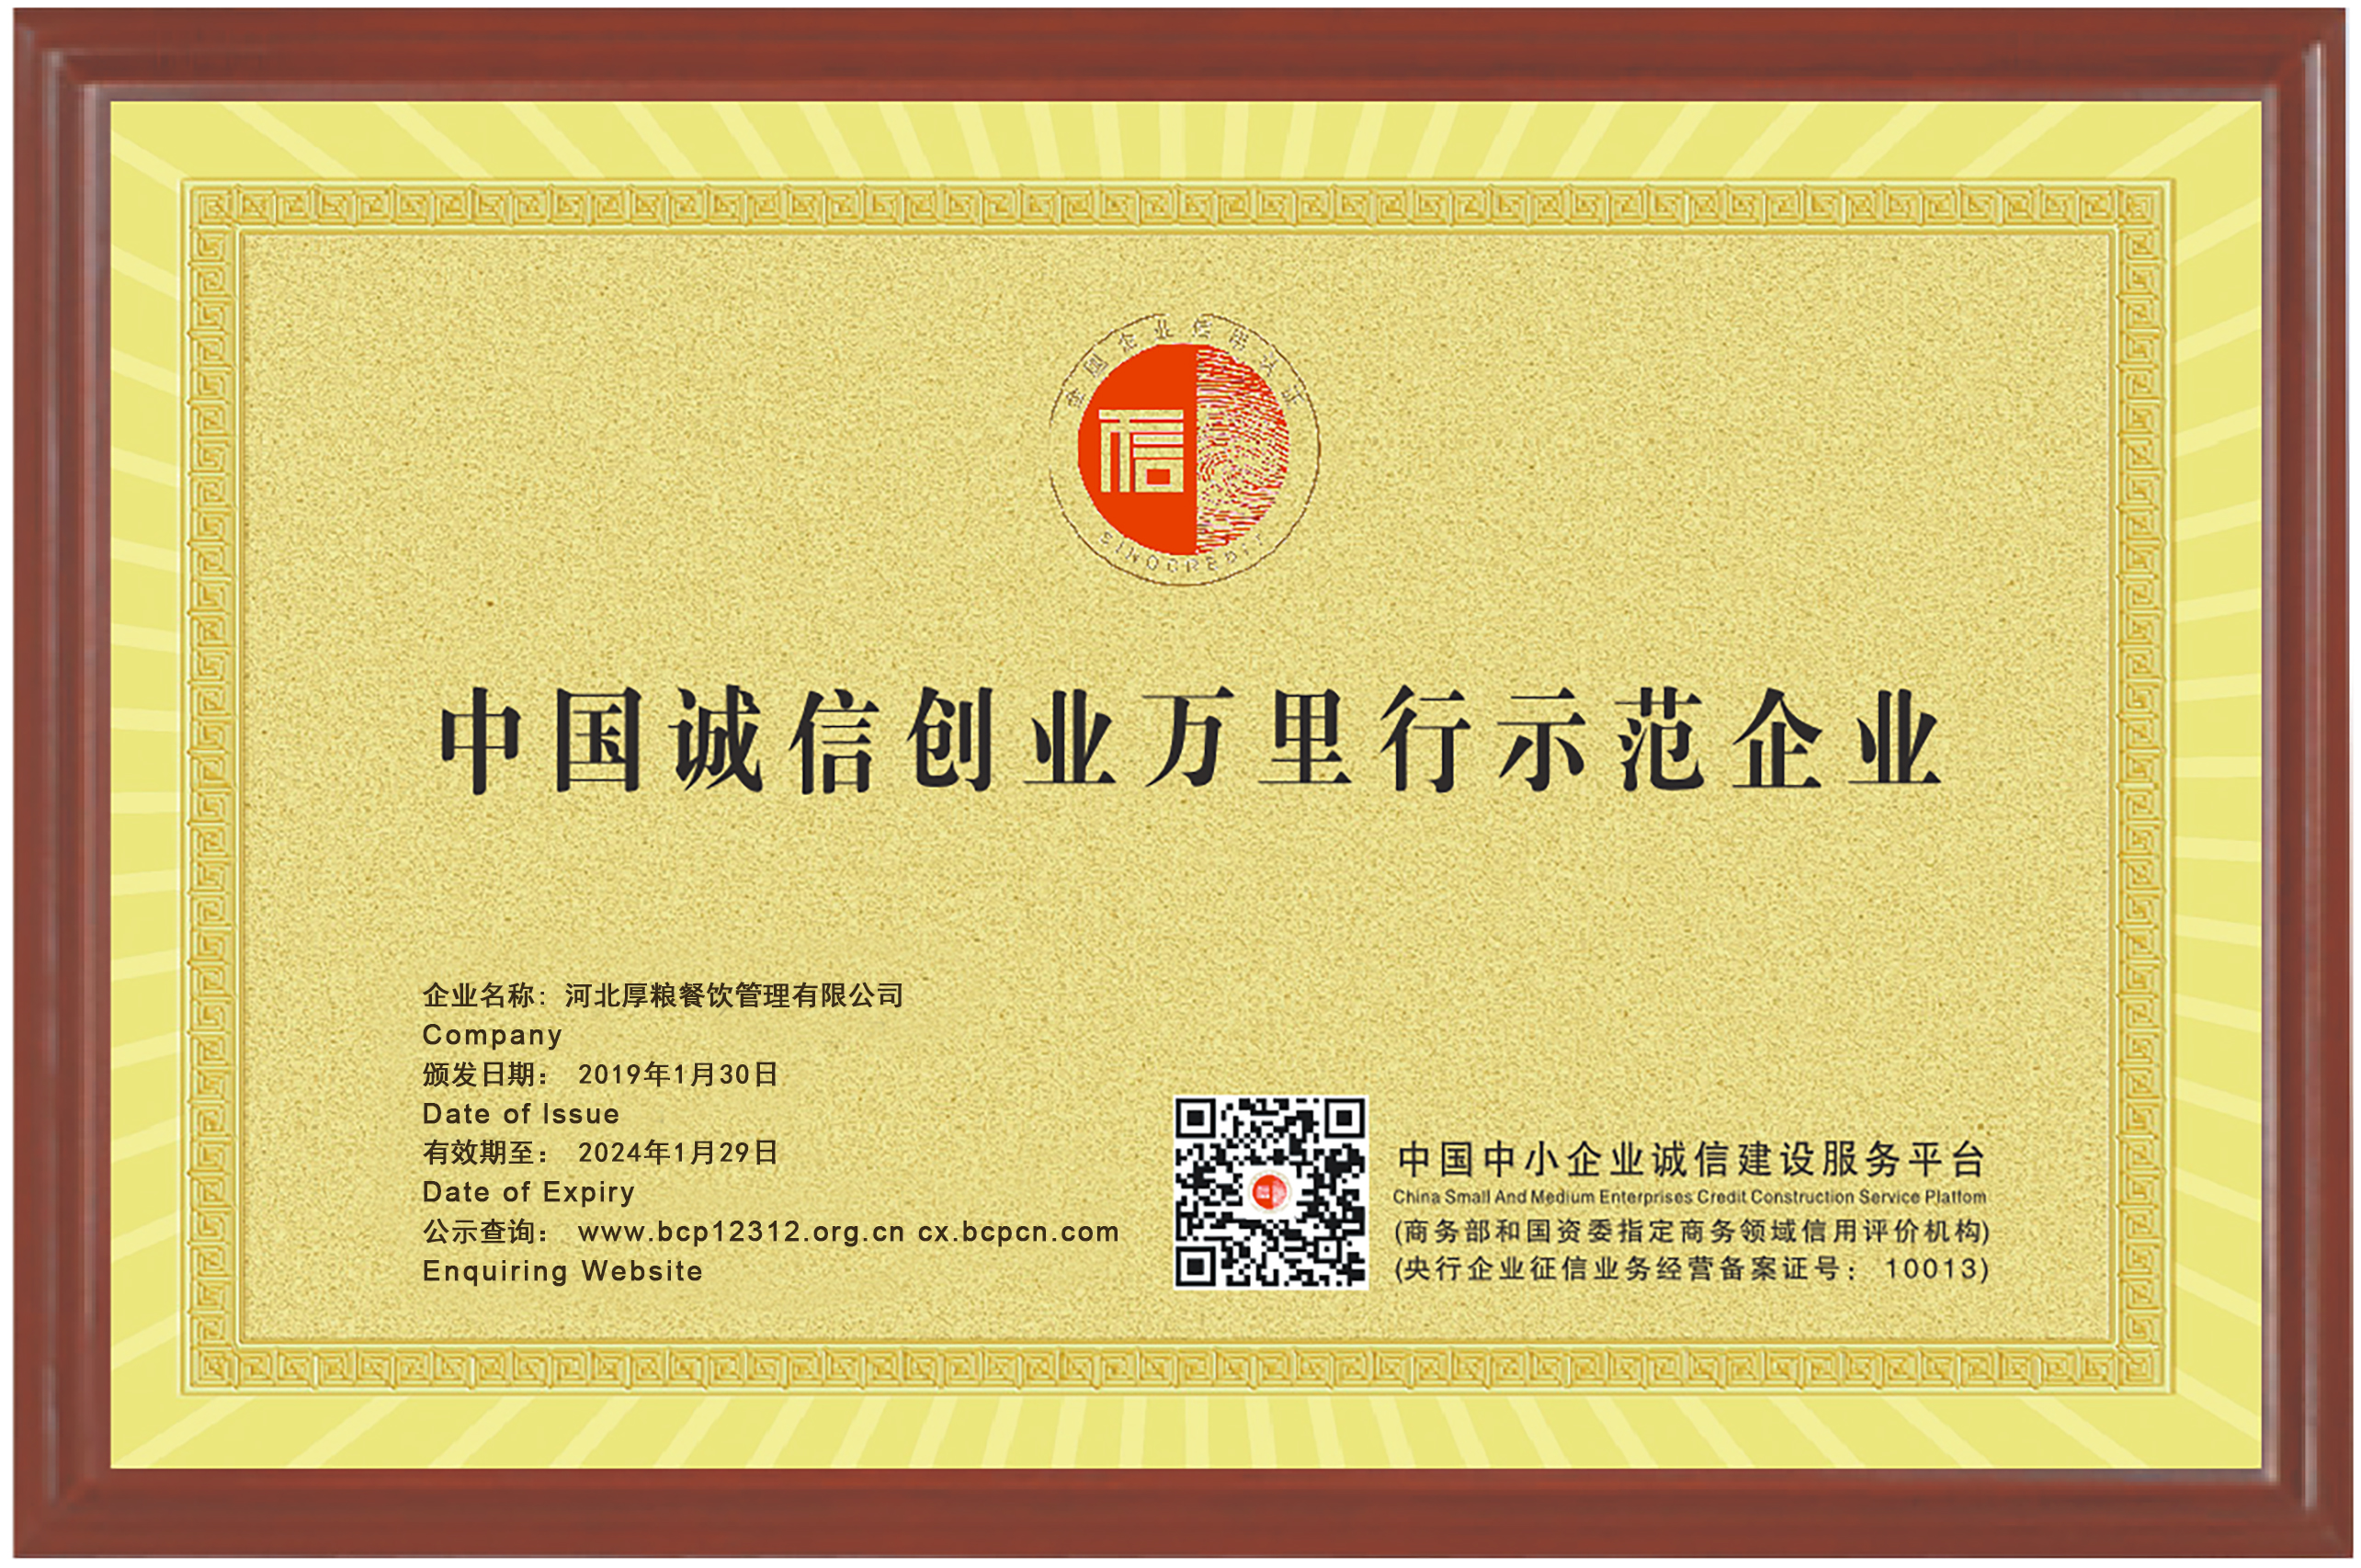 全国企业信用认证
信
SINOCREDIT
中国诚信创业万里行示范企业
企业名称：河北厚粮餐饮管理有限公司
Company
颁发日期： 2019年1月30日
Date of Issue
有效期至： 2024年1月29日
Date of Expiry
公示查询： www.bcp12312.org.cn cx.bcpcn.com
Enquiring Website
中国中小企业诚信建设服务平台
China Small And Medium Enterprises Credit Construction Service Plattom
(商务部和国资委指定商务领域信用评价机构)
(央行企业征信业务经营备案证号： 10013)